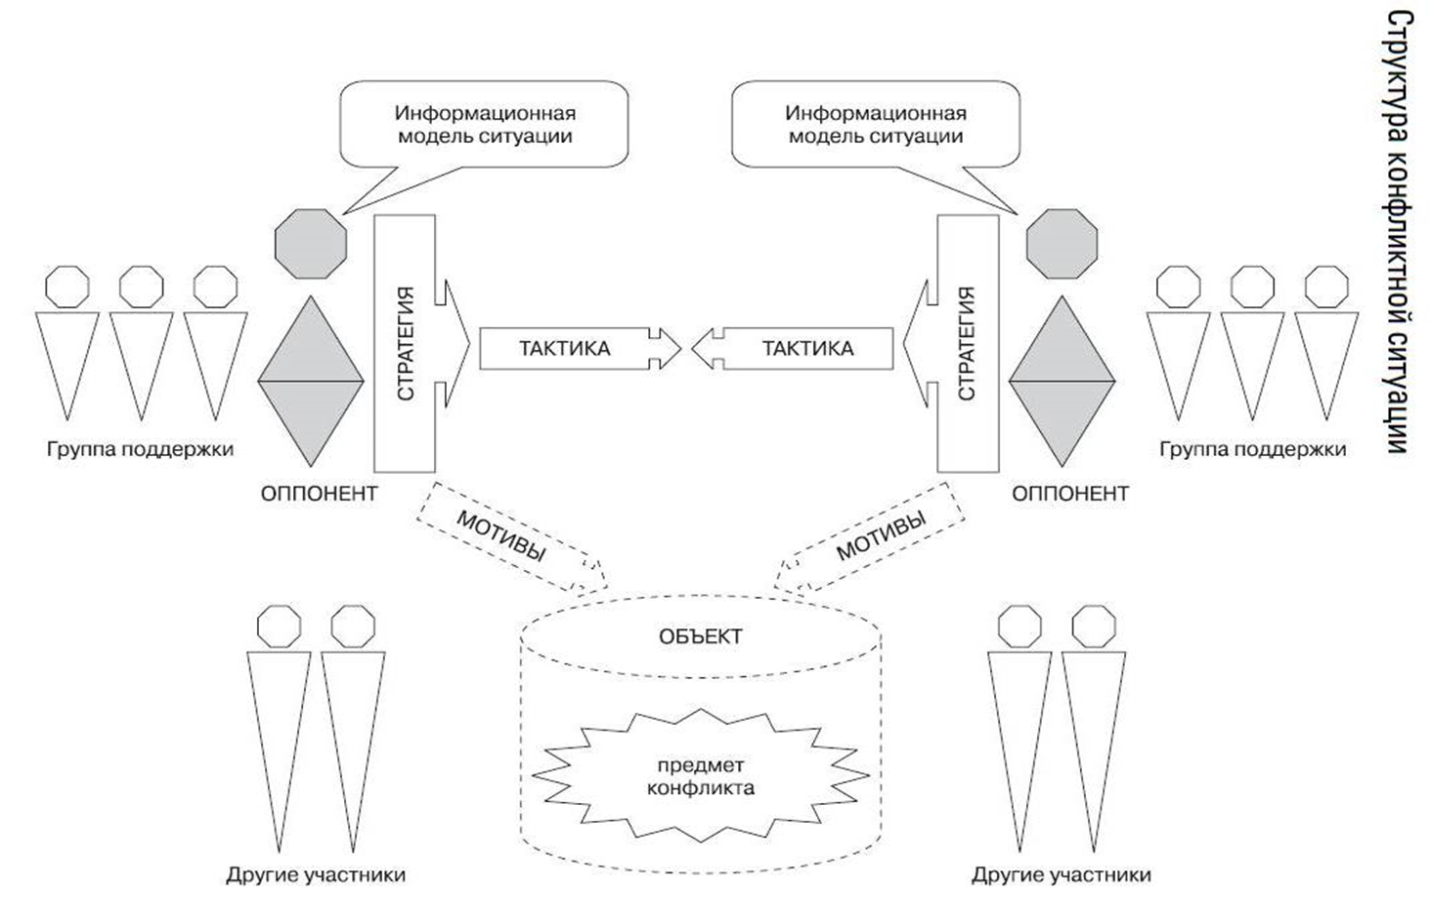 Структура конфликтной ситуации
Информационная
модель ситуации
Информационная
модель ситуации
СТРАТЕГИЯ
ТАКТИКА
ТАКТИКА
СТРАТЕГИЯ
Группа поддержки
Группа поддержки
ОППОНЕНТ
ОППОНЕНТ
МОТИВЫ
МОТИВЫ
ОБЪЕКТ
предмет
конфликта
Другие участники
Другие участники